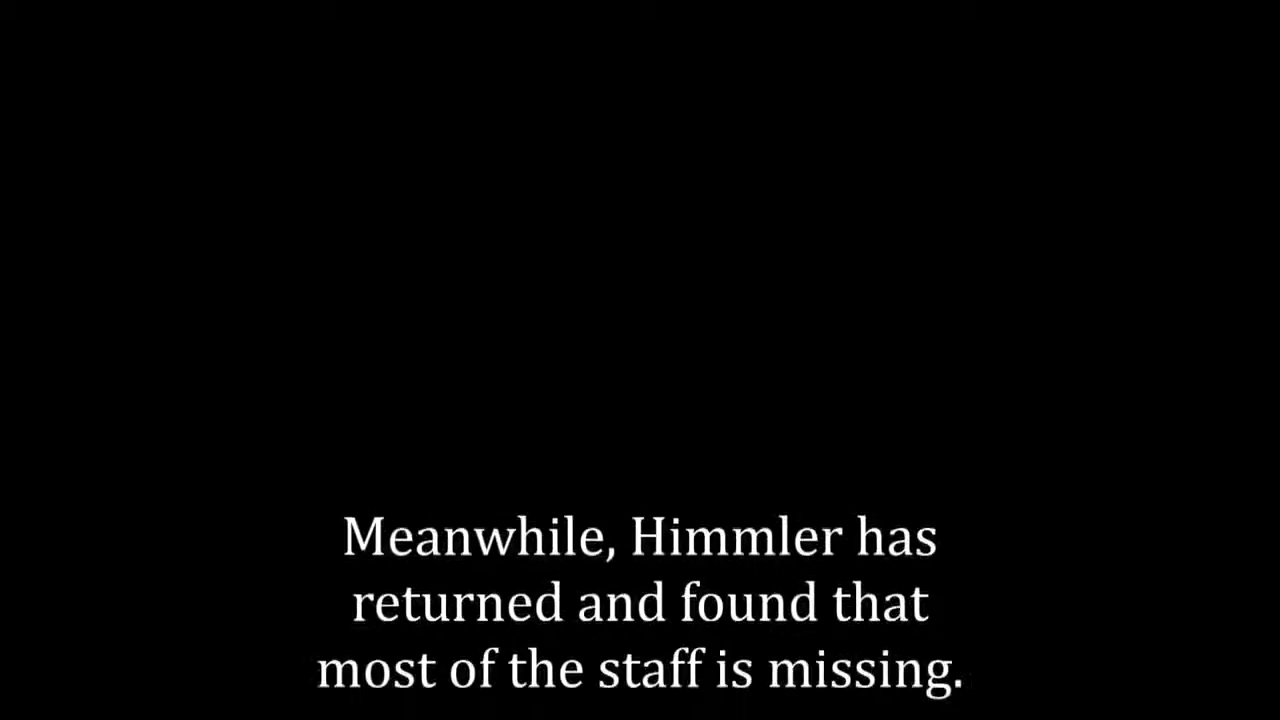 Meanwhile, Himmler has
returned and found that
most of the staff is missing.